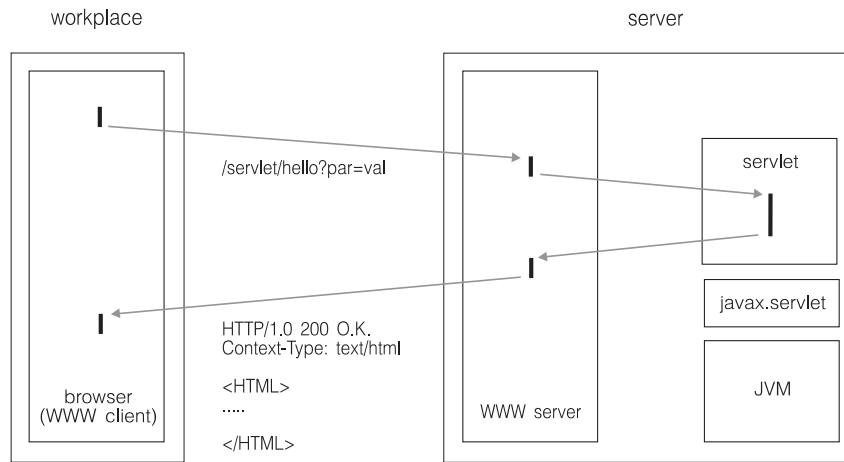 workplace
server
/servlet/hello?par=val
servlet
javax.servlet
HTTP/1.0 200 O.K.
Context-Type: text/html
<HTML>
.....
</HTML>
browser
(WWW client)
WWW server
JVM